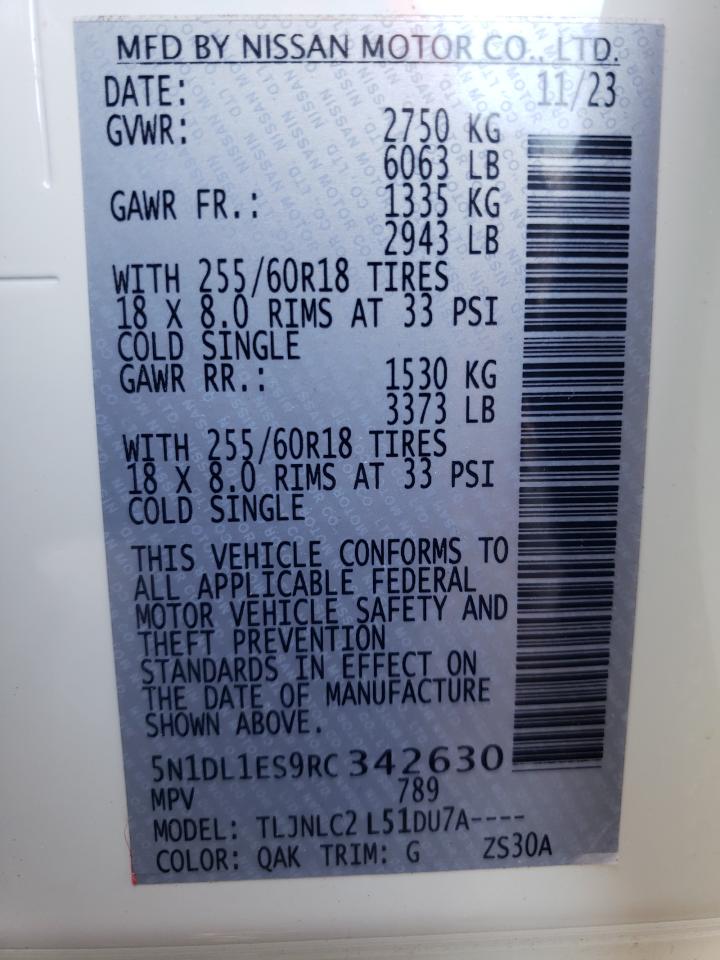 MFD BY NISSAN MOTOR CO., LTD.
DATE: 11/23
GVWR: 2750 KG
6063 LB
GAWR FR.: 1335 KG
2943 LB
WITH 255/60R18 TIRES
18 X 8.0 RIMS AT 33 PSI
COLD SINGLE
GAWR RR.: 1530 KG
3373 LB
WITH 255/60R18 TIRES
18 X 8.0 RIMS AT 33 PSI
COLD SINGLE
THIS VEHICLE CONFORMS TO
ALL APPLICABLE FEDERAL
MOTOR VEHICLE SAFETY AND
THEFT PREVENTION
STANDARDS IN EFFECT ON
THE DATE OF MANUFACTURE
SHOWN ABOVE.
5N1DL1ES9RC342630
MPV 789
MODEL: TLJNLC2 L51DU7A----
COLOR: QAK TRIM: G ZS30A